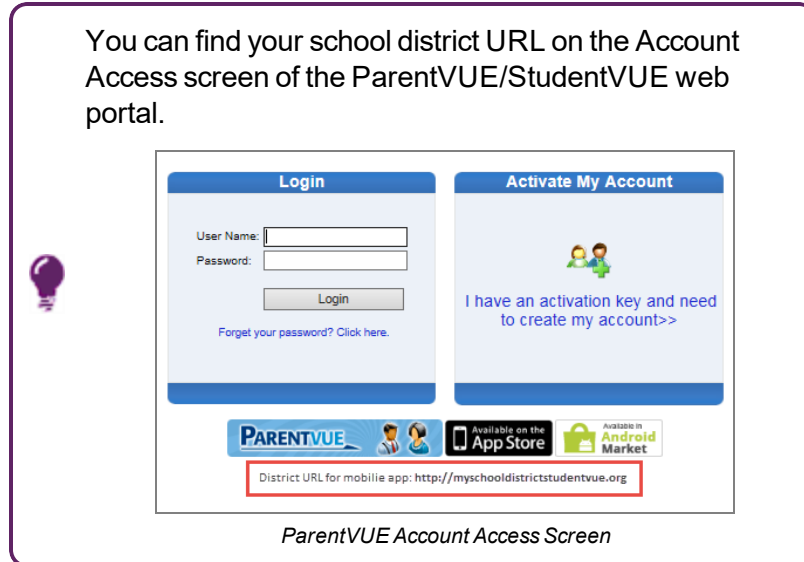 You can find your school district URL on the Account
Access screen of the ParentVUE/StudentVUE web
portal.
Login
User Name:
Password:
Login
Forget your password? Click here.
Activate My Account
I have an activation key and need
to create my account>>
PARENTVUE
Available on the
App Store
Available in
Android
Market
District URL for mobilie app: http://myschooldistrictstudentvue.org
ParentVUE Account Access Screen